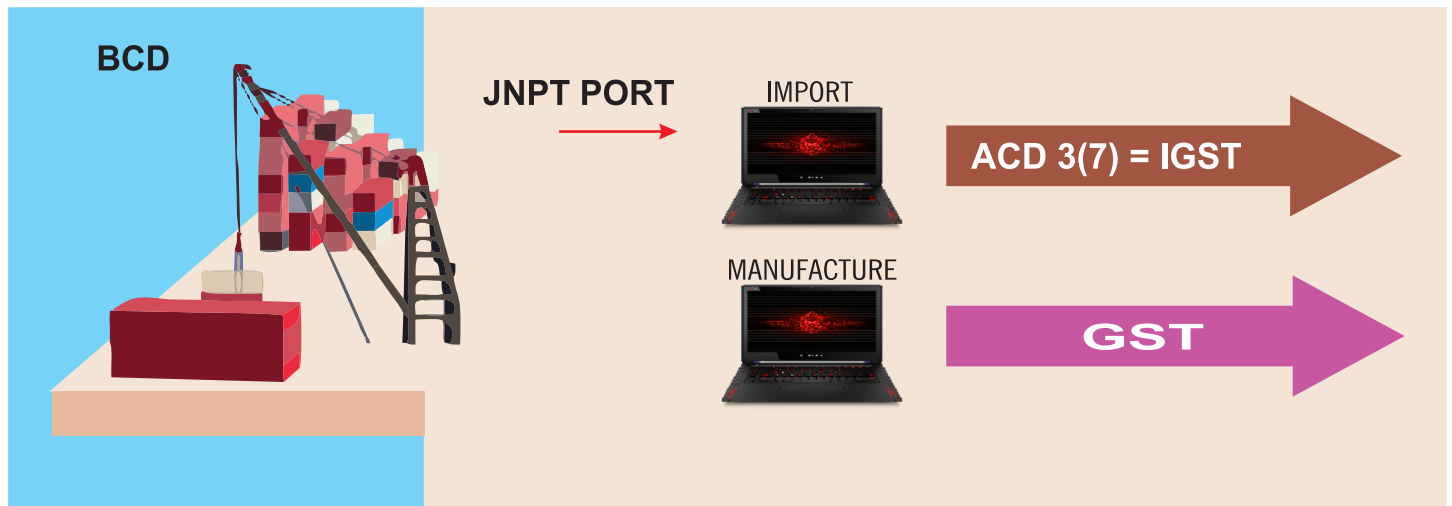 BCD
JNPT PORT
IMPORT
ACD 3(7) = IGST
MANUFACTURE
GST